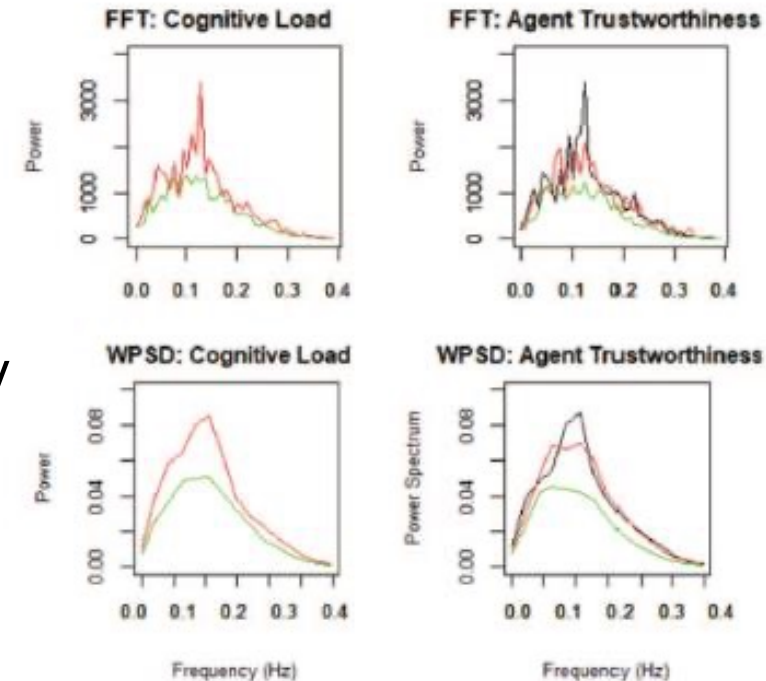 FFT: Cognitive Load
Power
3000
1000
0
0.0 0.1 0.2 0.3 0.4
FFT: Agent Trustworthiness
Power
3000
1000
0
0.0 0.1 0.2 0.3 0.4
y
WPSD: Cognitive Load
Power
0.08
0.04
0.00
0.0 0.1 0.2 0.3 0.4
Frequency (Hz)
WPSD: Agent Trustworthiness
Power Spectrum
0.08
0.04
0.00
0.0 0.1 0.2 0.3 0.4
Frequency (Hz)